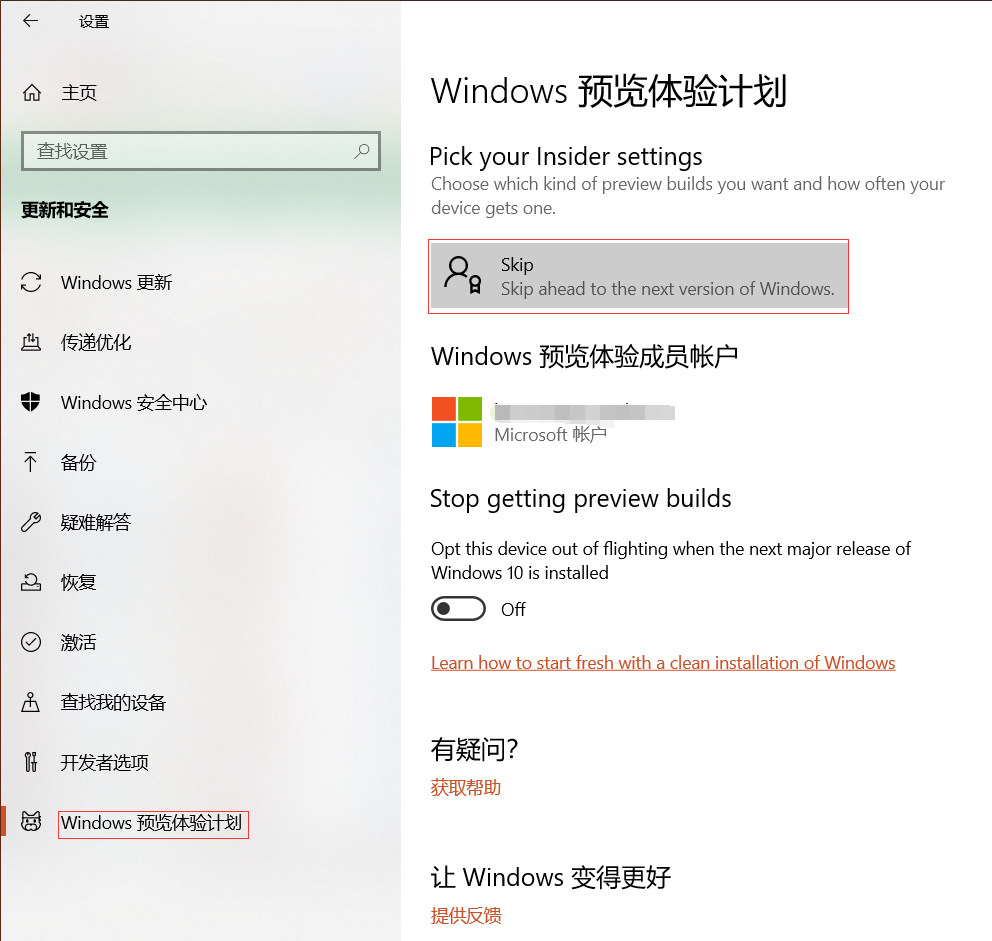 设置
主页
查找设置
更新和安全
Windows 更新
传递优化
Windows 安全中心
备份
疑难解答
恢复
激活
查找我的设备
开发者选项
Windows 预览体验计划
Windows 预览体验计划
Pick your Insider settings
Choose which kind of preview builds you want and how often your
device gets one.
Skip
Skip ahead to the next version of Windows.
Windows 预览体验成员帐户
Microsoft 帐户
Stop getting preview builds
Opt this device out of flighting when the next major release of
Windows 10 is installed
Off
Learn how to start fresh with a clean installation of Windows
有疑问?
获取帮助
让 Windows 变得更好
提供反馈